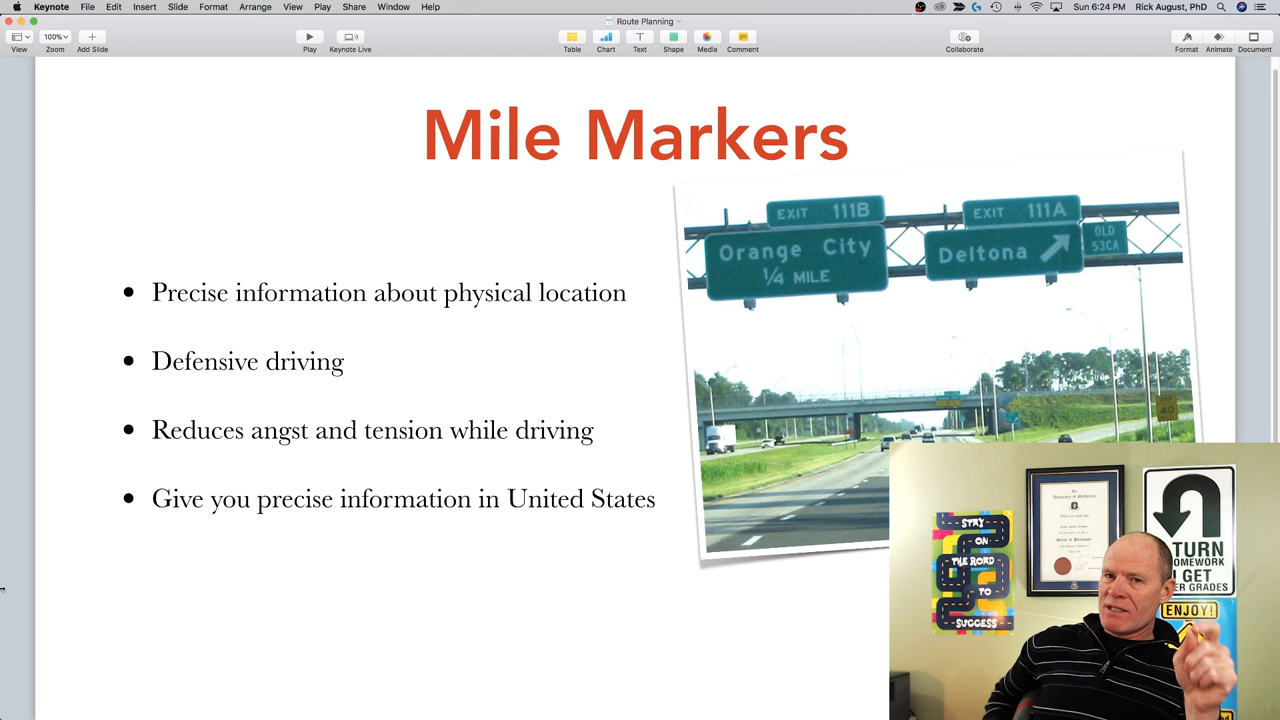 Keynote File Edit Insert Slide Format Arrange View Play Share Window Help
Sun 6:24 PM Rick August, PhD
Route Planning
100%
View Zoom Add Slide Play Keynote Live Table Chart Text Shape Media Comment Collaborate Format Animate Document
Mile Markers
• Precise information about physical location
• Defensive driving
• Reduces angst and tension while driving
• Give you precise information in United States
EXIT 111B
Orange City
1/4 MILE
EXIT 111A
Deltona
OLD
53CA
EXIT
40
STAY
ON
THE ROAD
TO
SUCCESS
TURN
GET
GRADES
ENJOY!